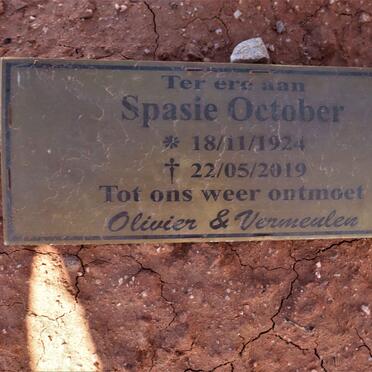 Ter ere aan
Spasie October
* 18/11/1924
† 22/05/2019
Tot ons weer ontmoet
Olivier & Vermeulen